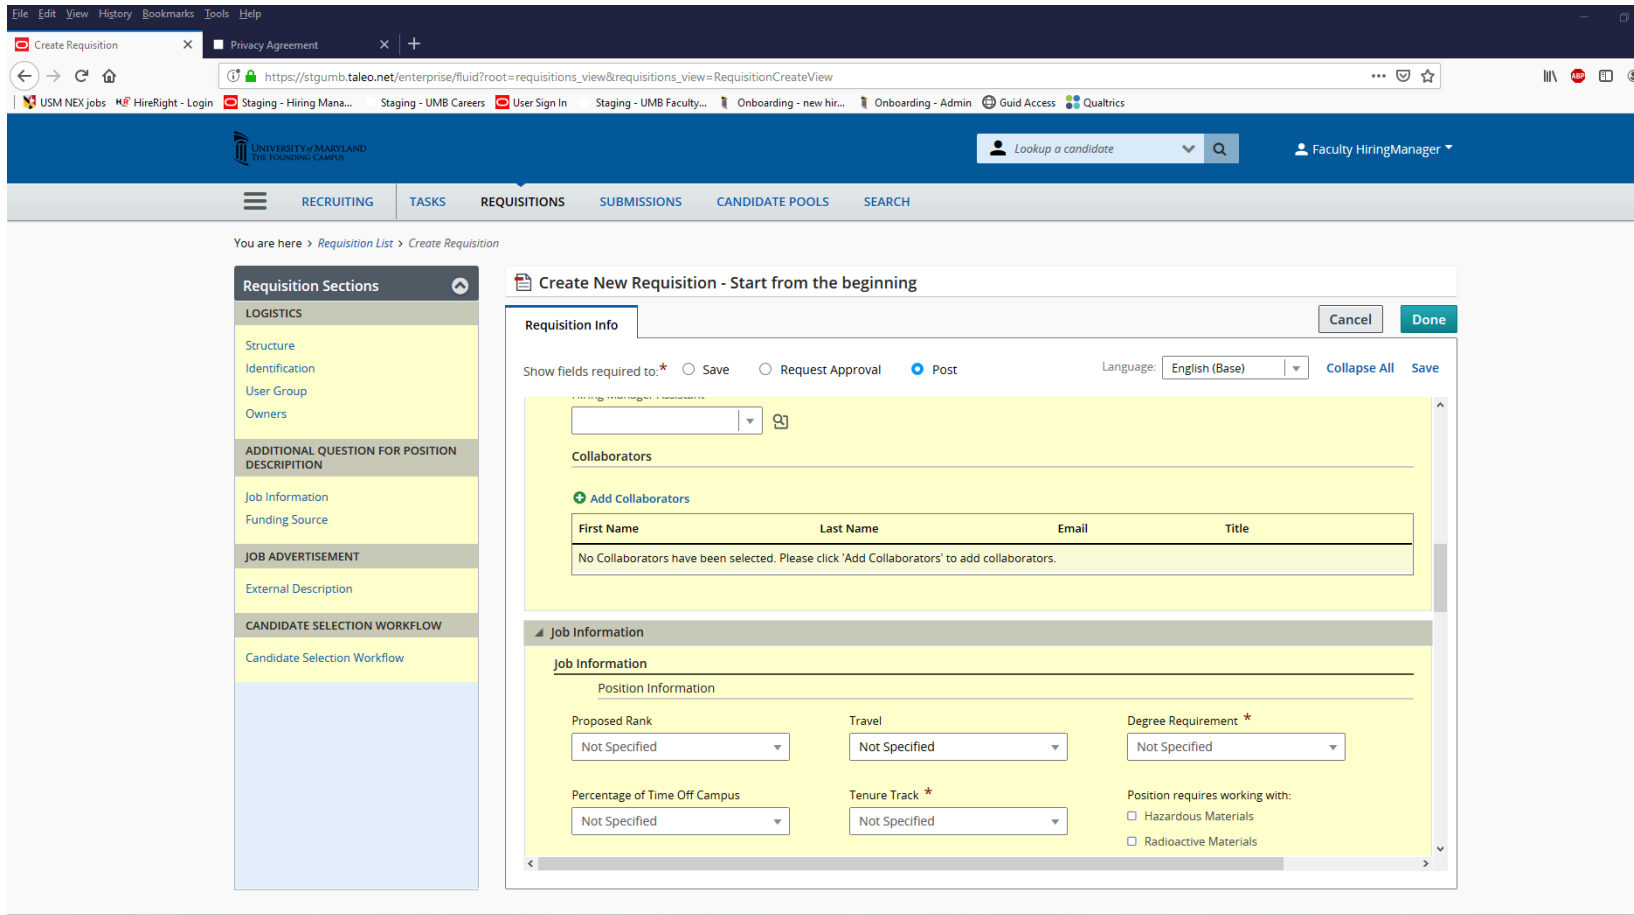 File Edit View History Bookmarks Tools Help
Create Requisition
Privacy Agreement
https://stgumb.taleo.net/enterprise/fluid?root=requisitions_view&requisitions_view=RequisitionCreateView
ABP
USM NEX jobs HireRight - Login Staging - Hiring Mana... Staging - UMB Careers User Sign In Staging - UMB Faculty... Onboarding - new hir... Onboarding - Admin Guid Access Qualtrics
UNIVERSITY of MARYLAND
THE FOUNDING CAMPUS
Lookup a candidate
Faculty HiringManager
RECRUITING TASKS REQUISITIONS SUBMISSIONS CANDIDATE POOLS SEARCH
You are here > Requisition List > Create Requisition
Requisition Sections
LOGISTICS
Structure
Identification
User Group
Owners
ADDITIONAL QUESTION FOR POSITION
DESCRIPITION
Job Information
Funding Source
JOB ADVERTISEMENT
External Description
CANDIDATE SELECTION WORKFLOW
Candidate Selection Workflow
Create New Requisition - Start from the beginning
Requisition Info
Cancel Done
Show fields required to:* Save Request Approval Post
Language: English (Base) Collapse All Save
Hiring Manager Assistant
Collaborators
Add Collaborators
First Name Last Name Email Title
No Collaborators have been selected. Please click 'Add Collaborators' to add collaborators.
Job Information
Job Information
Position Information
Proposed Rank Travel Degree Requirement *
Not Specified Not Specified Not Specified
Percentage of Time Off Campus Tenure Track * Position requires working with:
Not Specified Not Specified Hazardous Materials
Radioactive Materials